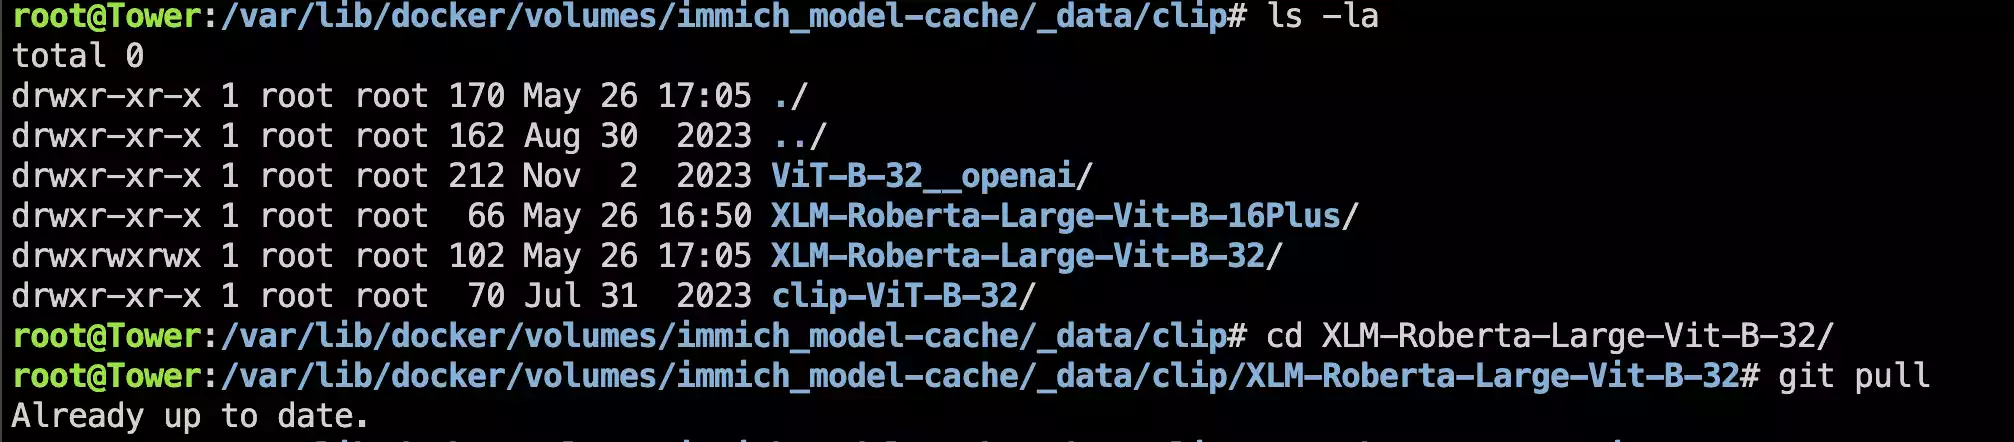 root@Tower:/var/lib/docker/volumes/immich_model-cache/_data/clip# ls -la
total 0
drwxr-xr-x 1 root root 170 May 26 17:05 ./
drwxr-xr-x 1 root root 162 Aug 30  2023 ../
drwxr-xr-x 1 root root 212 Nov  2  2023 ViT-B-32__openai/
drwxr-xr-x 1 root root  66 May 26 16:50 XLM-Roberta-Large-Vit-B-16Plus/
drwxrwxrwx 1 root root 102 May 26 17:05 XLM-Roberta-Large-Vit-B-32/
drwxr-xr-x 1 root root  70 Jul 31  2023 clip-ViT-B-32/
root@Tower:/var/lib/docker/volumes/immich_model-cache/_data/clip# cd XLM-Roberta-Large-Vit-B-32/
root@Tower:/var/lib/docker/volumes/immich_model-cache/_data/clip/XLM-Roberta-Large-Vit-B-32# git pull
Already up to date.